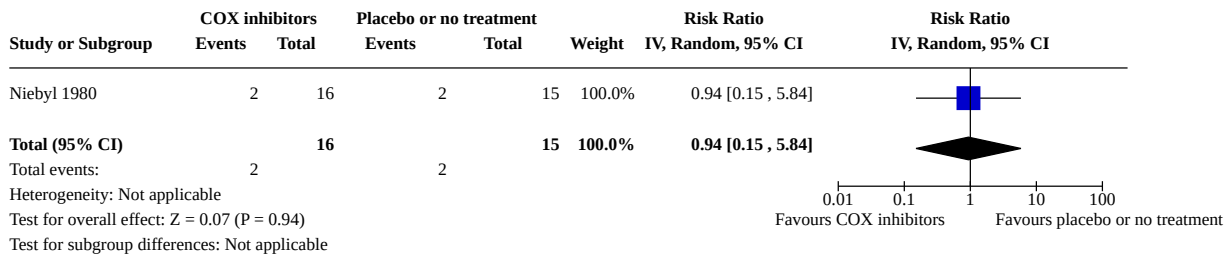 COX inhibitors Placebo or no treatment Risk Ratio Risk Ratio
Study or Subgroup Events Total Events Total Weight IV, Random, 95% CI IV, Random, 95% CI
Niebyl 1980 2 16 2 15 100.0% 0.94 [0.15 , 5.84]
Total (95% CI) 16 15 100.0% 0.94 [0.15 , 5.84]
Total events: 2 2
Heterogeneity: Not applicable 0.01 0.1 1 10 100
Test for overall effect: Z = 0.07 (P = 0.94) Favours COX inhibitors Favours placebo or no treatment
Test for subgroup differences: Not applicable